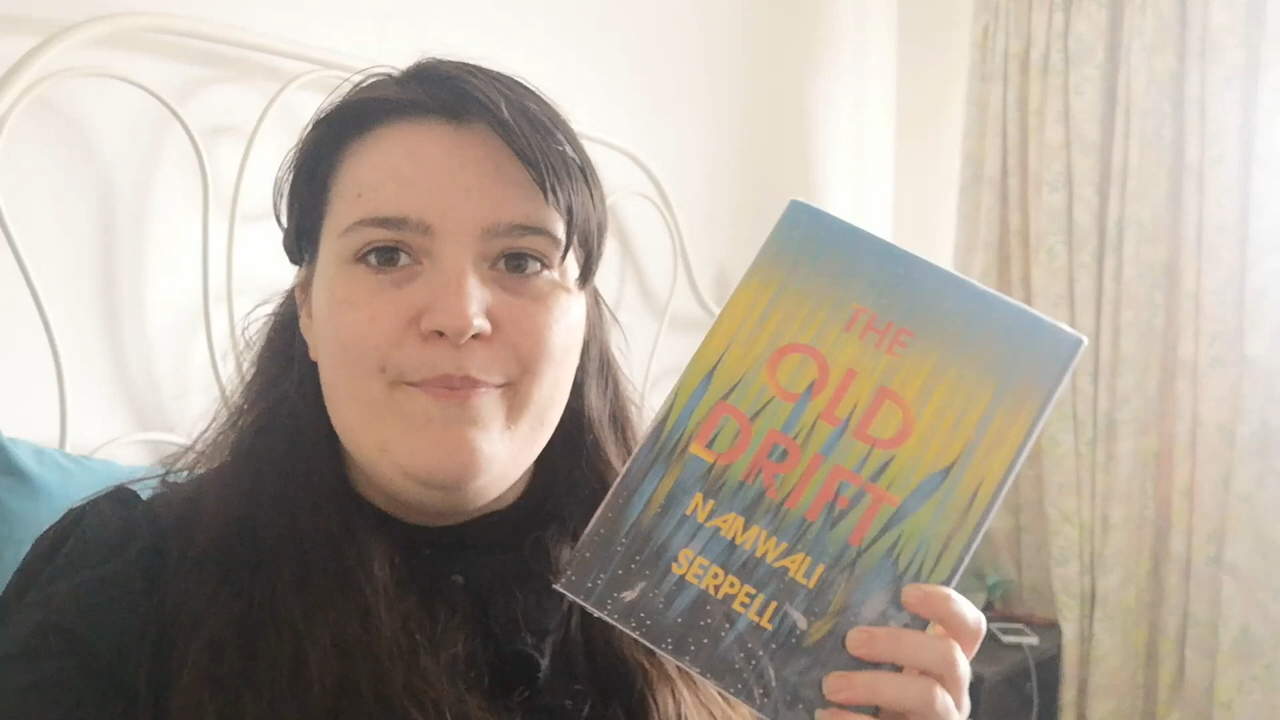 THE
OLD
DRIFT
NAMWALI
SERPELL